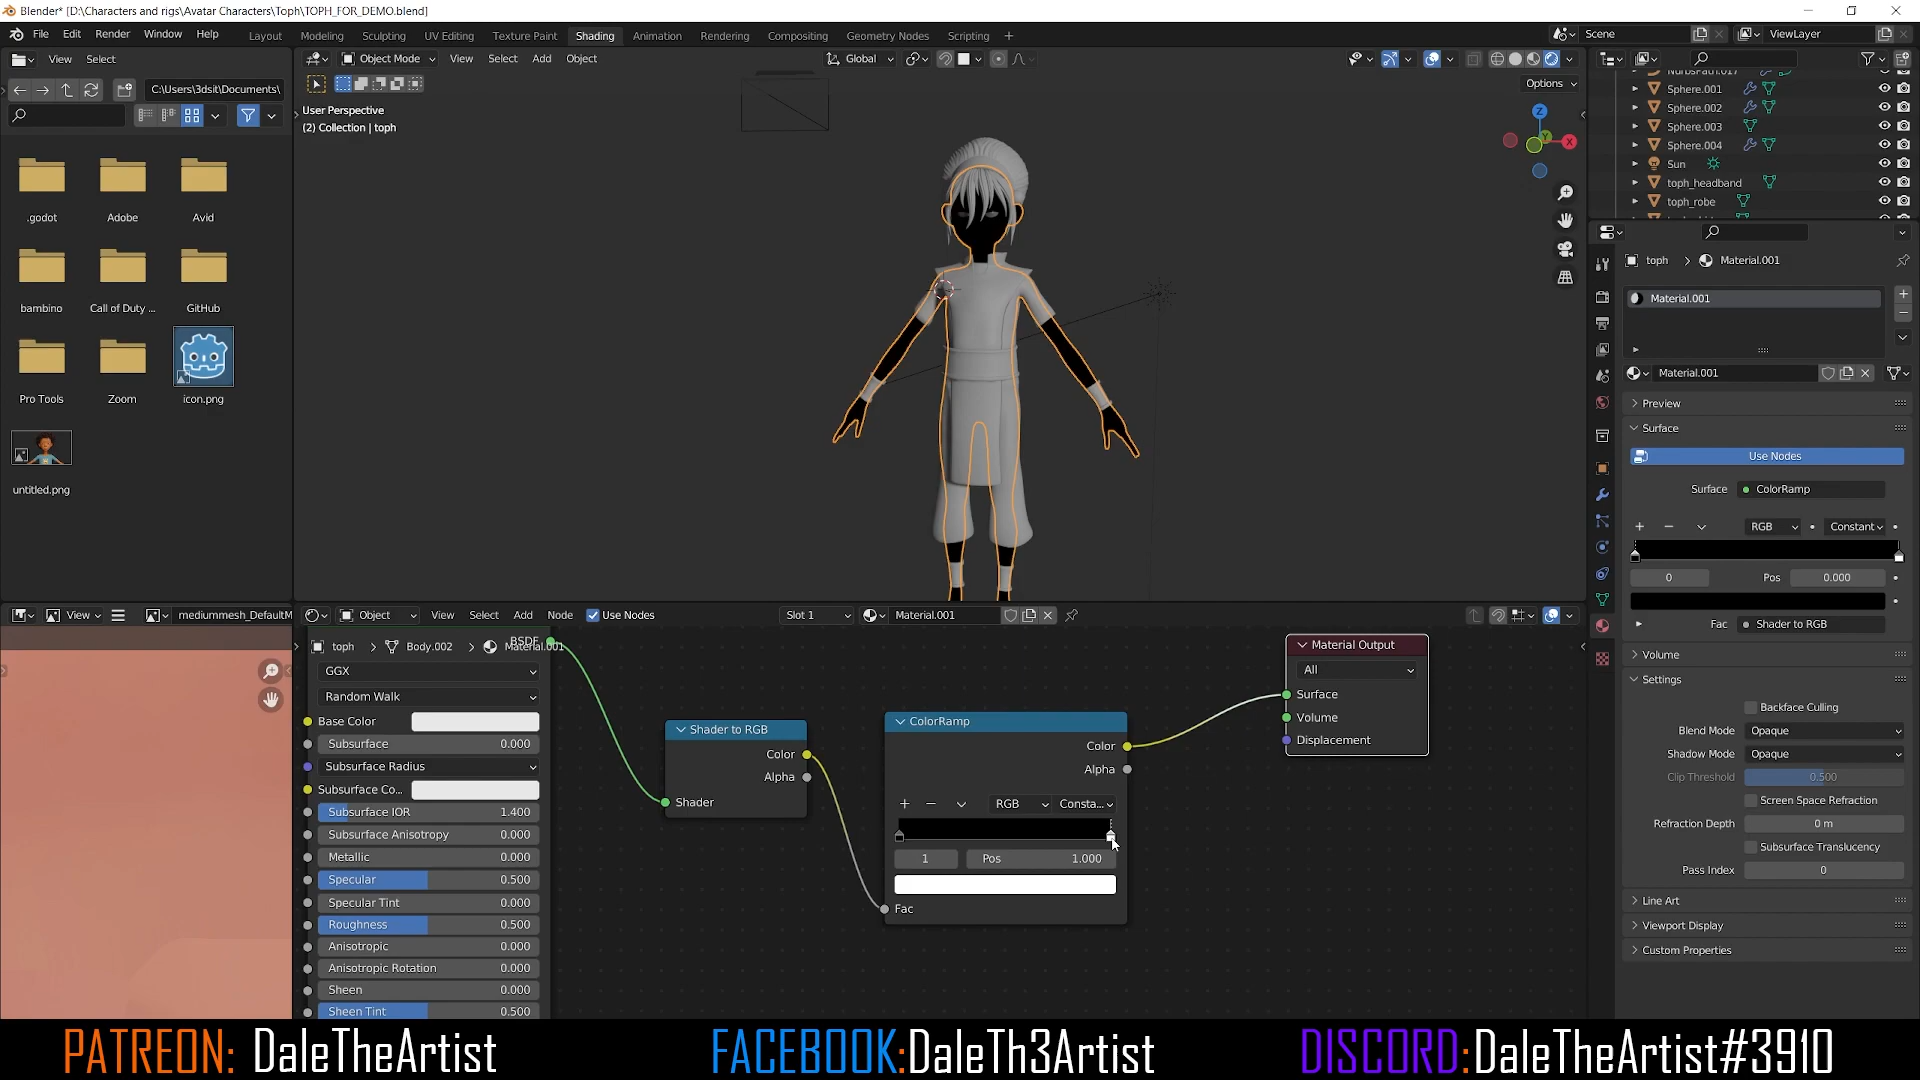 Blender* [D:\Characters and rigs\Avatar Characters\Toph\TOPH_FOR_DEMO.blend]
File Edit Render Window Help Layout Modeling Sculpting UV Editing Texture Paint Shading Animation Rendering Compositing Geometry Nodes Scripting + Scene ViewLayer
View Select Object Mode View Select Add Object Global
C:\Users\3dsit\Documents\ Options
User Perspective
(2) Collection | toph
NurbsPath.017
Sphere.001
Sphere.002
Sphere.003
Sphere.004
Sun
toph_headband
toph_robe
.godot Adobe Avid
bambino Call of Duty ... GitHub
Pro Tools Zoom icon.png
untitled.png
X
Y
Z
toph > Material.001
Material.001
Material.001
Preview
Surface
Use Nodes
Surface ColorRamp
+ − RGB Constant
0 Pos 0.000
Fac Shader to RGB
Volume
Settings
Backface Culling
Blend Mode Opaque
Shadow Mode Opaque
Clip Threshold 0.500
Screen Space Refraction
Refraction Depth 0 m
Subsurface Translucency
Pass Index 0
Line Art
Viewport Display
Custom Properties
View mediummesh_DefaultM Object View Select Add Node Use Nodes Slot 1 Material.001
toph > Body.002 > Material.001
BSDF
GGX
Random Walk
Base Color
Subsurface 0.000
Subsurface Radius
Subsurface Co...
Subsurface IOR 1.400
Subsurface Anisotropy 0.000
Metallic 0.000
Specular 0.500
Specular Tint 0.000
Roughness 0.500
Anisotropic 0.000
Anisotropic Rotation 0.000
Sheen 0.000
Sheen Tint 0.500
Shader to RGB
Color
Alpha
Shader
ColorRamp
Color
Alpha
+ − RGB Consta...
1 Pos 1.000
Fac
Material Output
All
Surface
Volume
Displacement
PATREON: DaleTheArtist FACEBOOK:DaleTh3Artist DISCORD:DaleTheArtist#3910